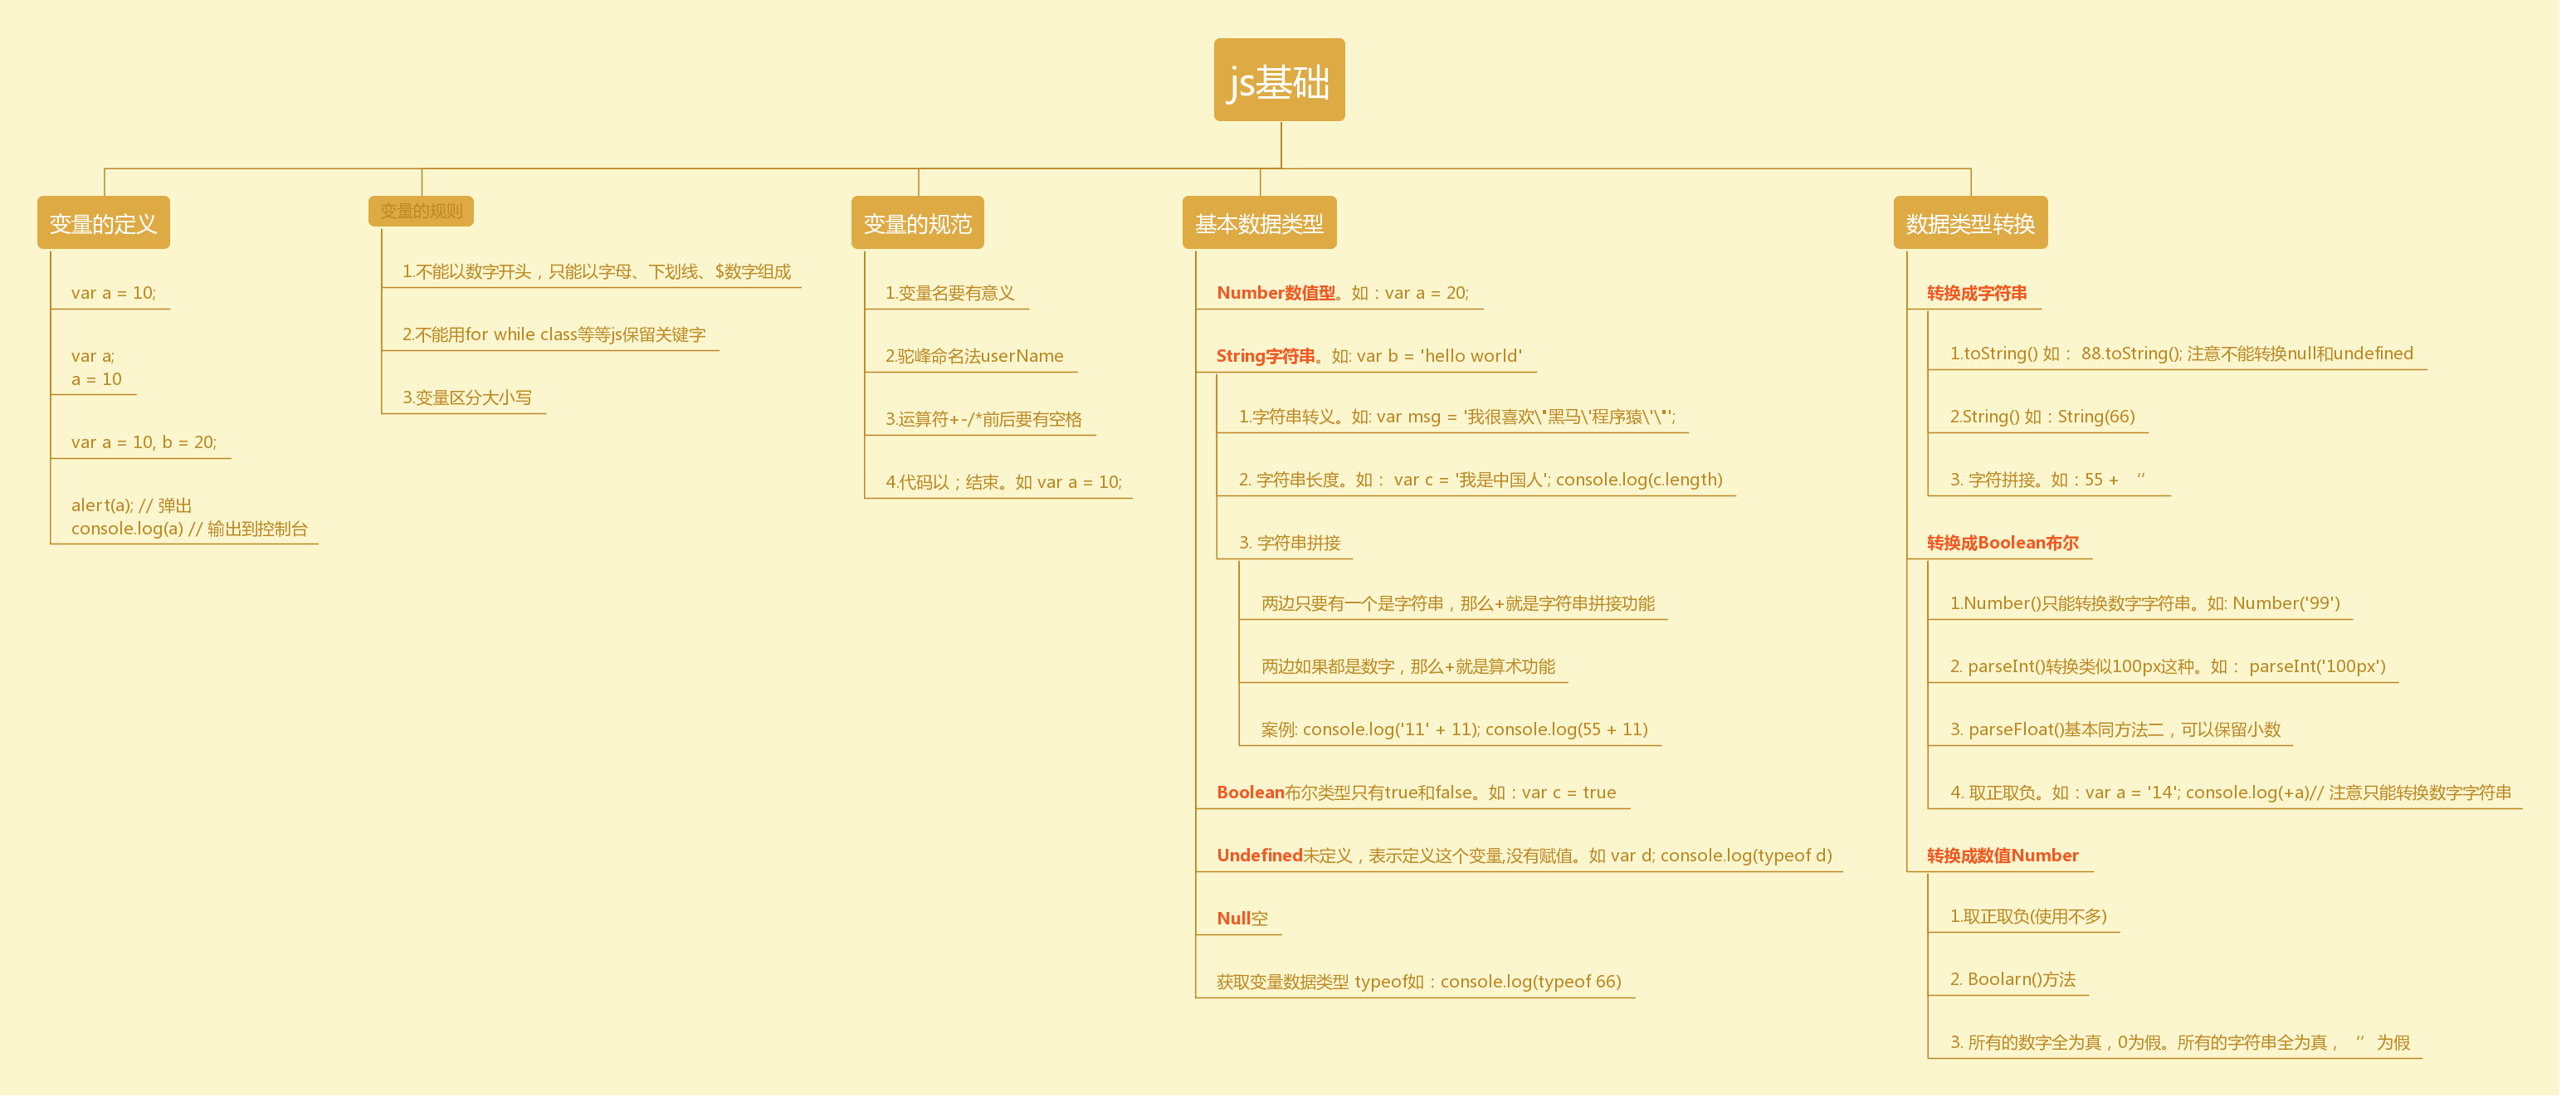 js基础
变量的定义
var a = 10;
var a;
a = 10
var a = 10, b = 20;
alert(a); // 弹出
console.log(a) // 输出到控制台
变量的规则
1.不能以数字开头，只能以字母、下划线、$数字组成
2.不能用for while class等等js保留关键字
3.变量区分大小写
变量的规范
1.变量名要有意义
2.驼峰命名法userName
3.运算符+-/*前后要有空格
4.代码以；结束。如 var a = 10;
基本数据类型
Number数值型。如：var a = 20;
String字符串。如: var b = 'hello world'
1.字符串转义。如: var msg = '我很喜欢\"黑马\'程序猿\'\"';
2. 字符串长度。如： var c = '我是中国人'; console.log(c.length)
3. 字符串拼接
两边只要有一个是字符串，那么+就是字符串拼接功能
两边如果都是数字，那么+就是算术功能
案例: console.log('11' + 11); console.log(55 + 11)
Boolean布尔类型只有true和false。如：var c = true
Undefined未定义，表示定义这个变量,没有赋值。如 var d; console.log(typeof d)
Null空
获取变量数据类型 typeof如：console.log(typeof 66)
数据类型转换
转换成字符串
1.toString() 如： 88.toString(); 注意不能转换null和undefined
2.String() 如：String(66)
3. 字符拼接。如：55 + ‘’
转换成Boolean布尔
1.Number()只能转换数字字符串。如: Number('99')
2. parseInt()转换类似100px这种。如： parseInt('100px')
3. parseFloat()基本同方法二，可以保留小数
4. 取正取负。如：var a = '14'; console.log(+a)// 注意只能转换数字字符串
转换成数值Number
1.取正取负(使用不多)
2. Boolarn()方法
3. 所有的数字全为真，0为假。所有的字符串全为真，‘’为假